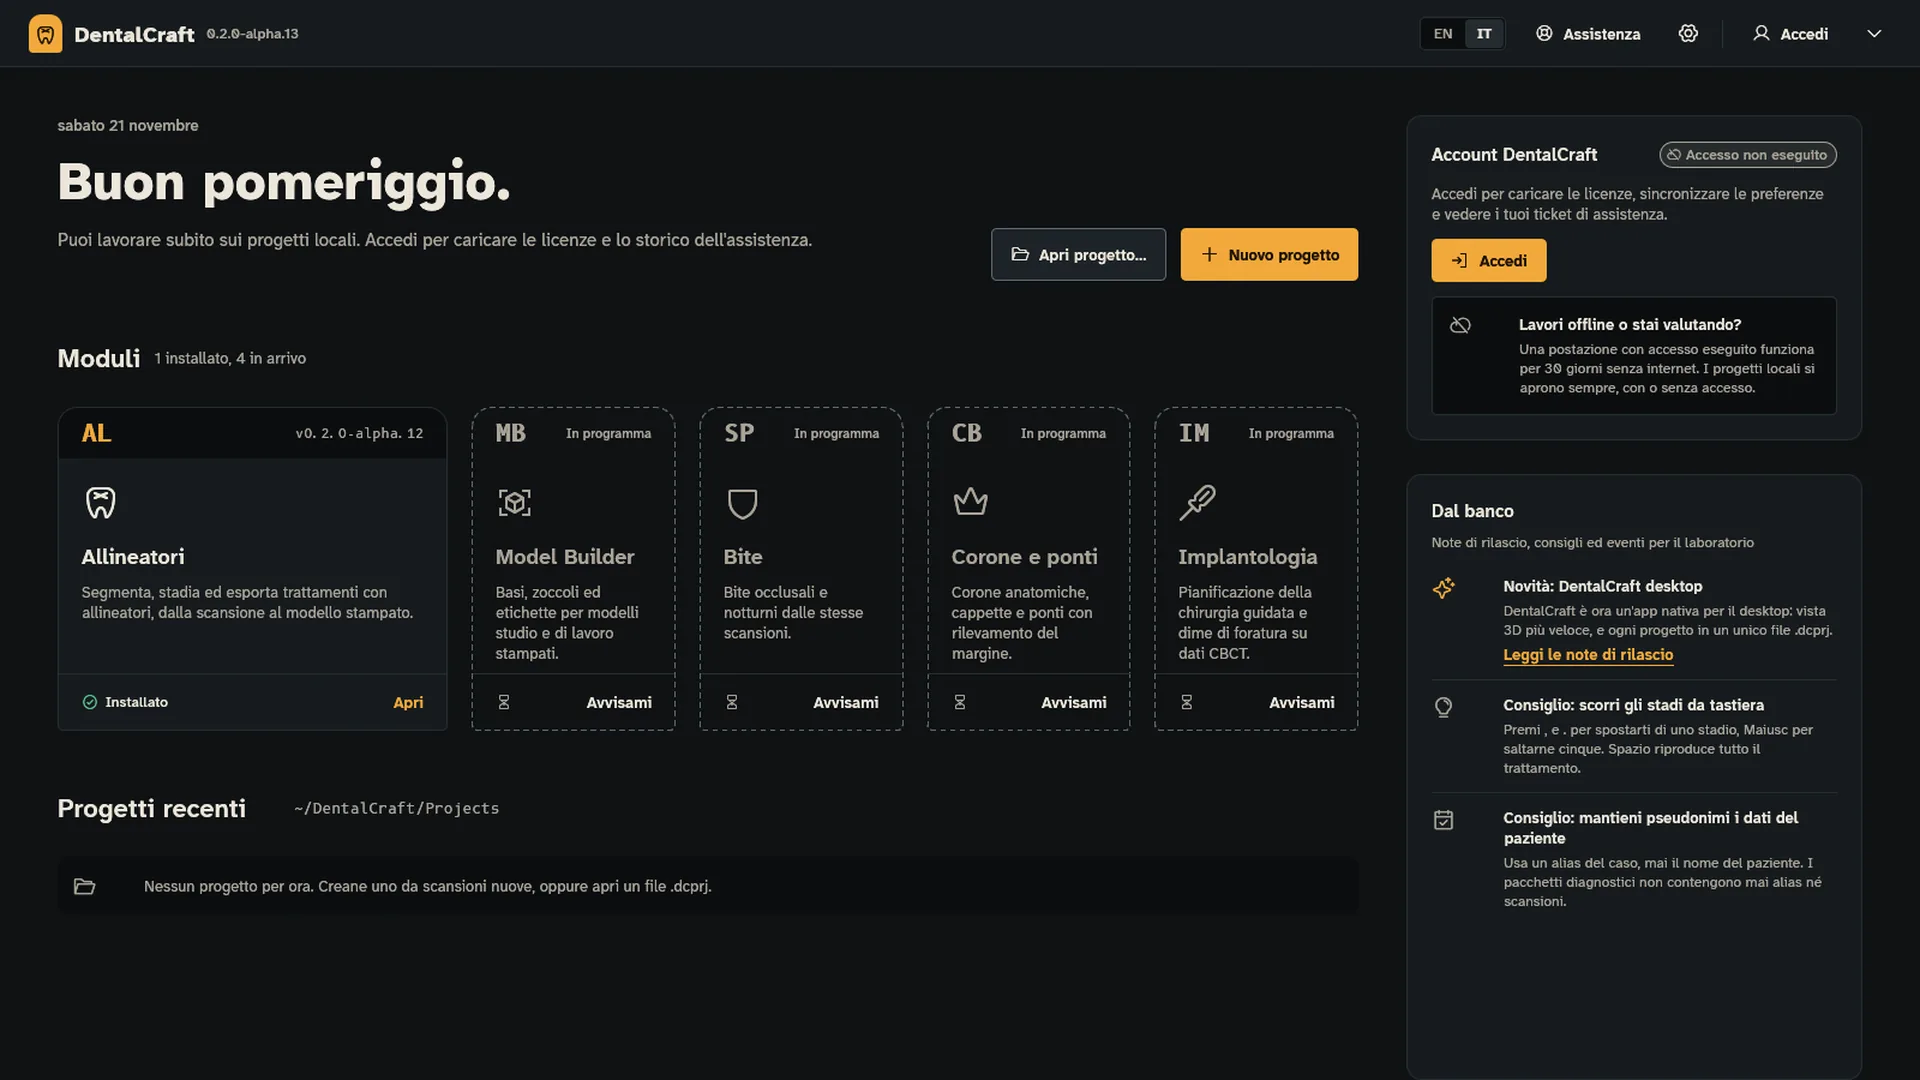 DentalCraft 0.2.0-alpha.13
EN IT Assistenza Accedi
sabato 21 novembre
Buon pomeriggio.
Puoi lavorare subito sui progetti locali. Accedi per caricare le licenze e lo storico dell'assistenza.
Apri progetto... Nuovo progetto
Moduli 1 installato, 4 in arrivo
AL v0.2.0-alpha.12
Allineatori
Segmenta, stadia ed esporta trattamenti con
allineatori, dalla scansione al modello stampato.
Installato Apri
MB In programma
Model Builder
Basi, zoccoli ed
etichette per modelli
studio e di lavoro
stampati.
Avvisami
SP In programma
Bite
Bite occlusali e
notturni dalle stesse
scansioni.
Avvisami
CB In programma
Corone e ponti
Corone anatomiche,
cappette e ponti con
rilevamento del
margine.
Avvisami
IM In programma
Implantologia
Pianificazione della
chirurgia guidata e
dime di foratura su
dati CBCT.
Avvisami
Progetti recenti ~/DentalCraft/Projects
Nessun progetto per ora. Creane uno da scansioni nuove, oppure apri un file .dcprj.
Account DentalCraft Accesso non eseguito
Accedi per caricare le licenze, sincronizzare le preferenze
e vedere i tuoi ticket di assistenza.
Accedi
Lavori offline o stai valutando?
Una postazione con accesso eseguito funziona
per 30 giorni senza internet. I progetti locali si
aprono sempre, con o senza accesso.
Dal banco
Note di rilascio, consigli ed eventi per il laboratorio
Novità: DentalCraft desktop
DentalCraft è ora un'app nativa per il desktop: vista
3D più veloce, e ogni progetto in un unico file .dcprj.
Leggi le note di rilascio
Consiglio: scorri gli stadi da tastiera
Premi , e . per spostarti di uno stadio, Maiusc per
saltarne cinque. Spazio riproduce tutto il
trattamento.
Consiglio: mantieni pseudonimi i dati del
paziente
Usa un alias del caso, mai il nome del paziente. I
pacchetti diagnostici non contengono mai alias né
scansioni.